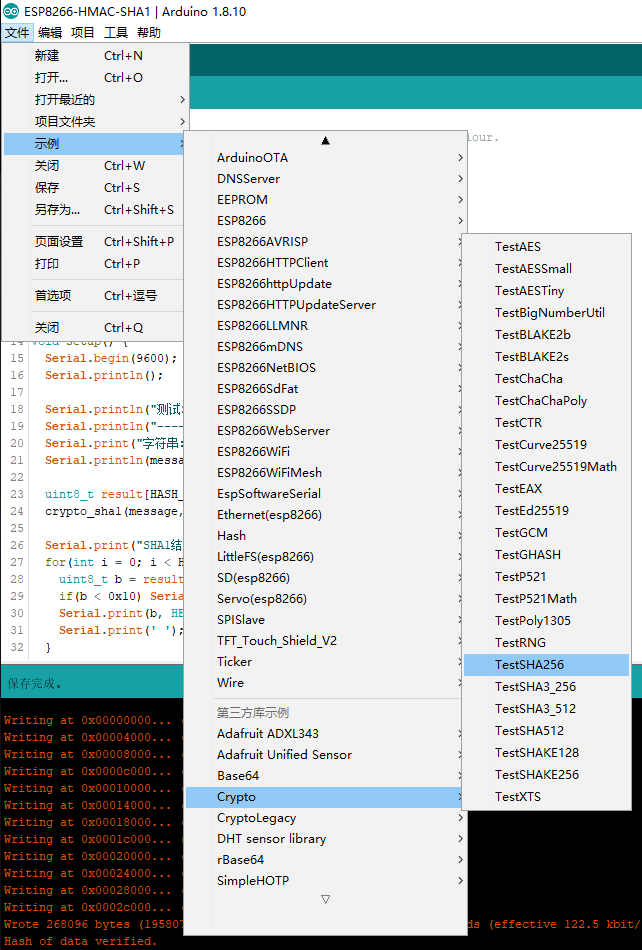 ESP8266-HMAC-SHA1 | Arduino 1.8.10
文件 编辑 项目 工具 帮助
新建 Ctrl+N
打开... Ctrl+O
打开最近的
项目文件夹
示例
关闭 Ctrl+W
保存 Ctrl+S
另存为... Ctrl+Shift+S
页面设置 Ctrl+Shift+P
打印 Ctrl+P
首选项 Ctrl+逗号
关闭 Ctrl+Q
our.
ArduinoOTA
DNSServer
EEPROM
ESP8266
ESP8266AVRISP
ESP8266HTTPClient
ESP8266httpUpdate
ESP8266HTTPUpdateServer
ESP8266LLMNR
ESP8266mDNS
ESP8266NetBIOS
ESP8266SdFat
ESP8266SSDP
ESP8266WebServer
ESP8266WiFi
ESP8266WiFiMesh
EspSoftwareSerial
Ethernet(esp8266)
Hash
LittleFS(esp8266)
SD(esp8266)
Servo(esp8266)
SPISlave
TFT_Touch_Shield_V2
Ticker
Wire
第三方库示例
Adafruit ADXL343
Adafruit Unified Sensor
Base64
Crypto
CryptoLegacy
DHT sensor library
rBase64
SimpleHOTP
TestAES
TestAESSmall
TestAESTiny
TestBigNumberUtil
TestBLAKE2b
TestBLAKE2s
TestChaCha
TestChaChaPoly
TestCTR
TestCurve25519
TestCurve25519Math
TestEAX
TestEd25519
TestGCM
TestGHASH
TestP521
TestP521Math
TestPoly1305
TestRNG
TestSHA256
TestSHA3_256
TestSHA3_512
TestSHA512
TestSHAKE128
TestSHAKE256
TestXTS
14 void setup() {
15 Serial.begin(9600);
16 Serial.println();
17
18 Serial.println("测试
19 Serial.println("----
20 Serial.print("字符串:
21 Serial.println(messa
22
23 uint8_t result[HASH_
24 crypto_sha1(message,
25
26 Serial.print("SHA1结
27 for(int i = 0; i < H
28 uint8_t b = result
29 if(b < 0x10) Seria
30 Serial.print(b, HE
31 Serial.print(' ');
32 }
保存完成。
Writing at 0x00000000... (
Writing at 0x00004000... (
Writing at 0x00008000... (
Writing at 0x0000c000... (
Writing at 0x00010000... (
Writing at 0x00014000... (
Writing at 0x00018000... (
Writing at 0x0001c000... (
Writing at 0x00020000... (
Writing at 0x00024000... (
Writing at 0x00028000... (
Writing at 0x0002c000... (
Wrote 268096 bytes (195807 ds (effective 122.5 kbit/
Hash of data verified.